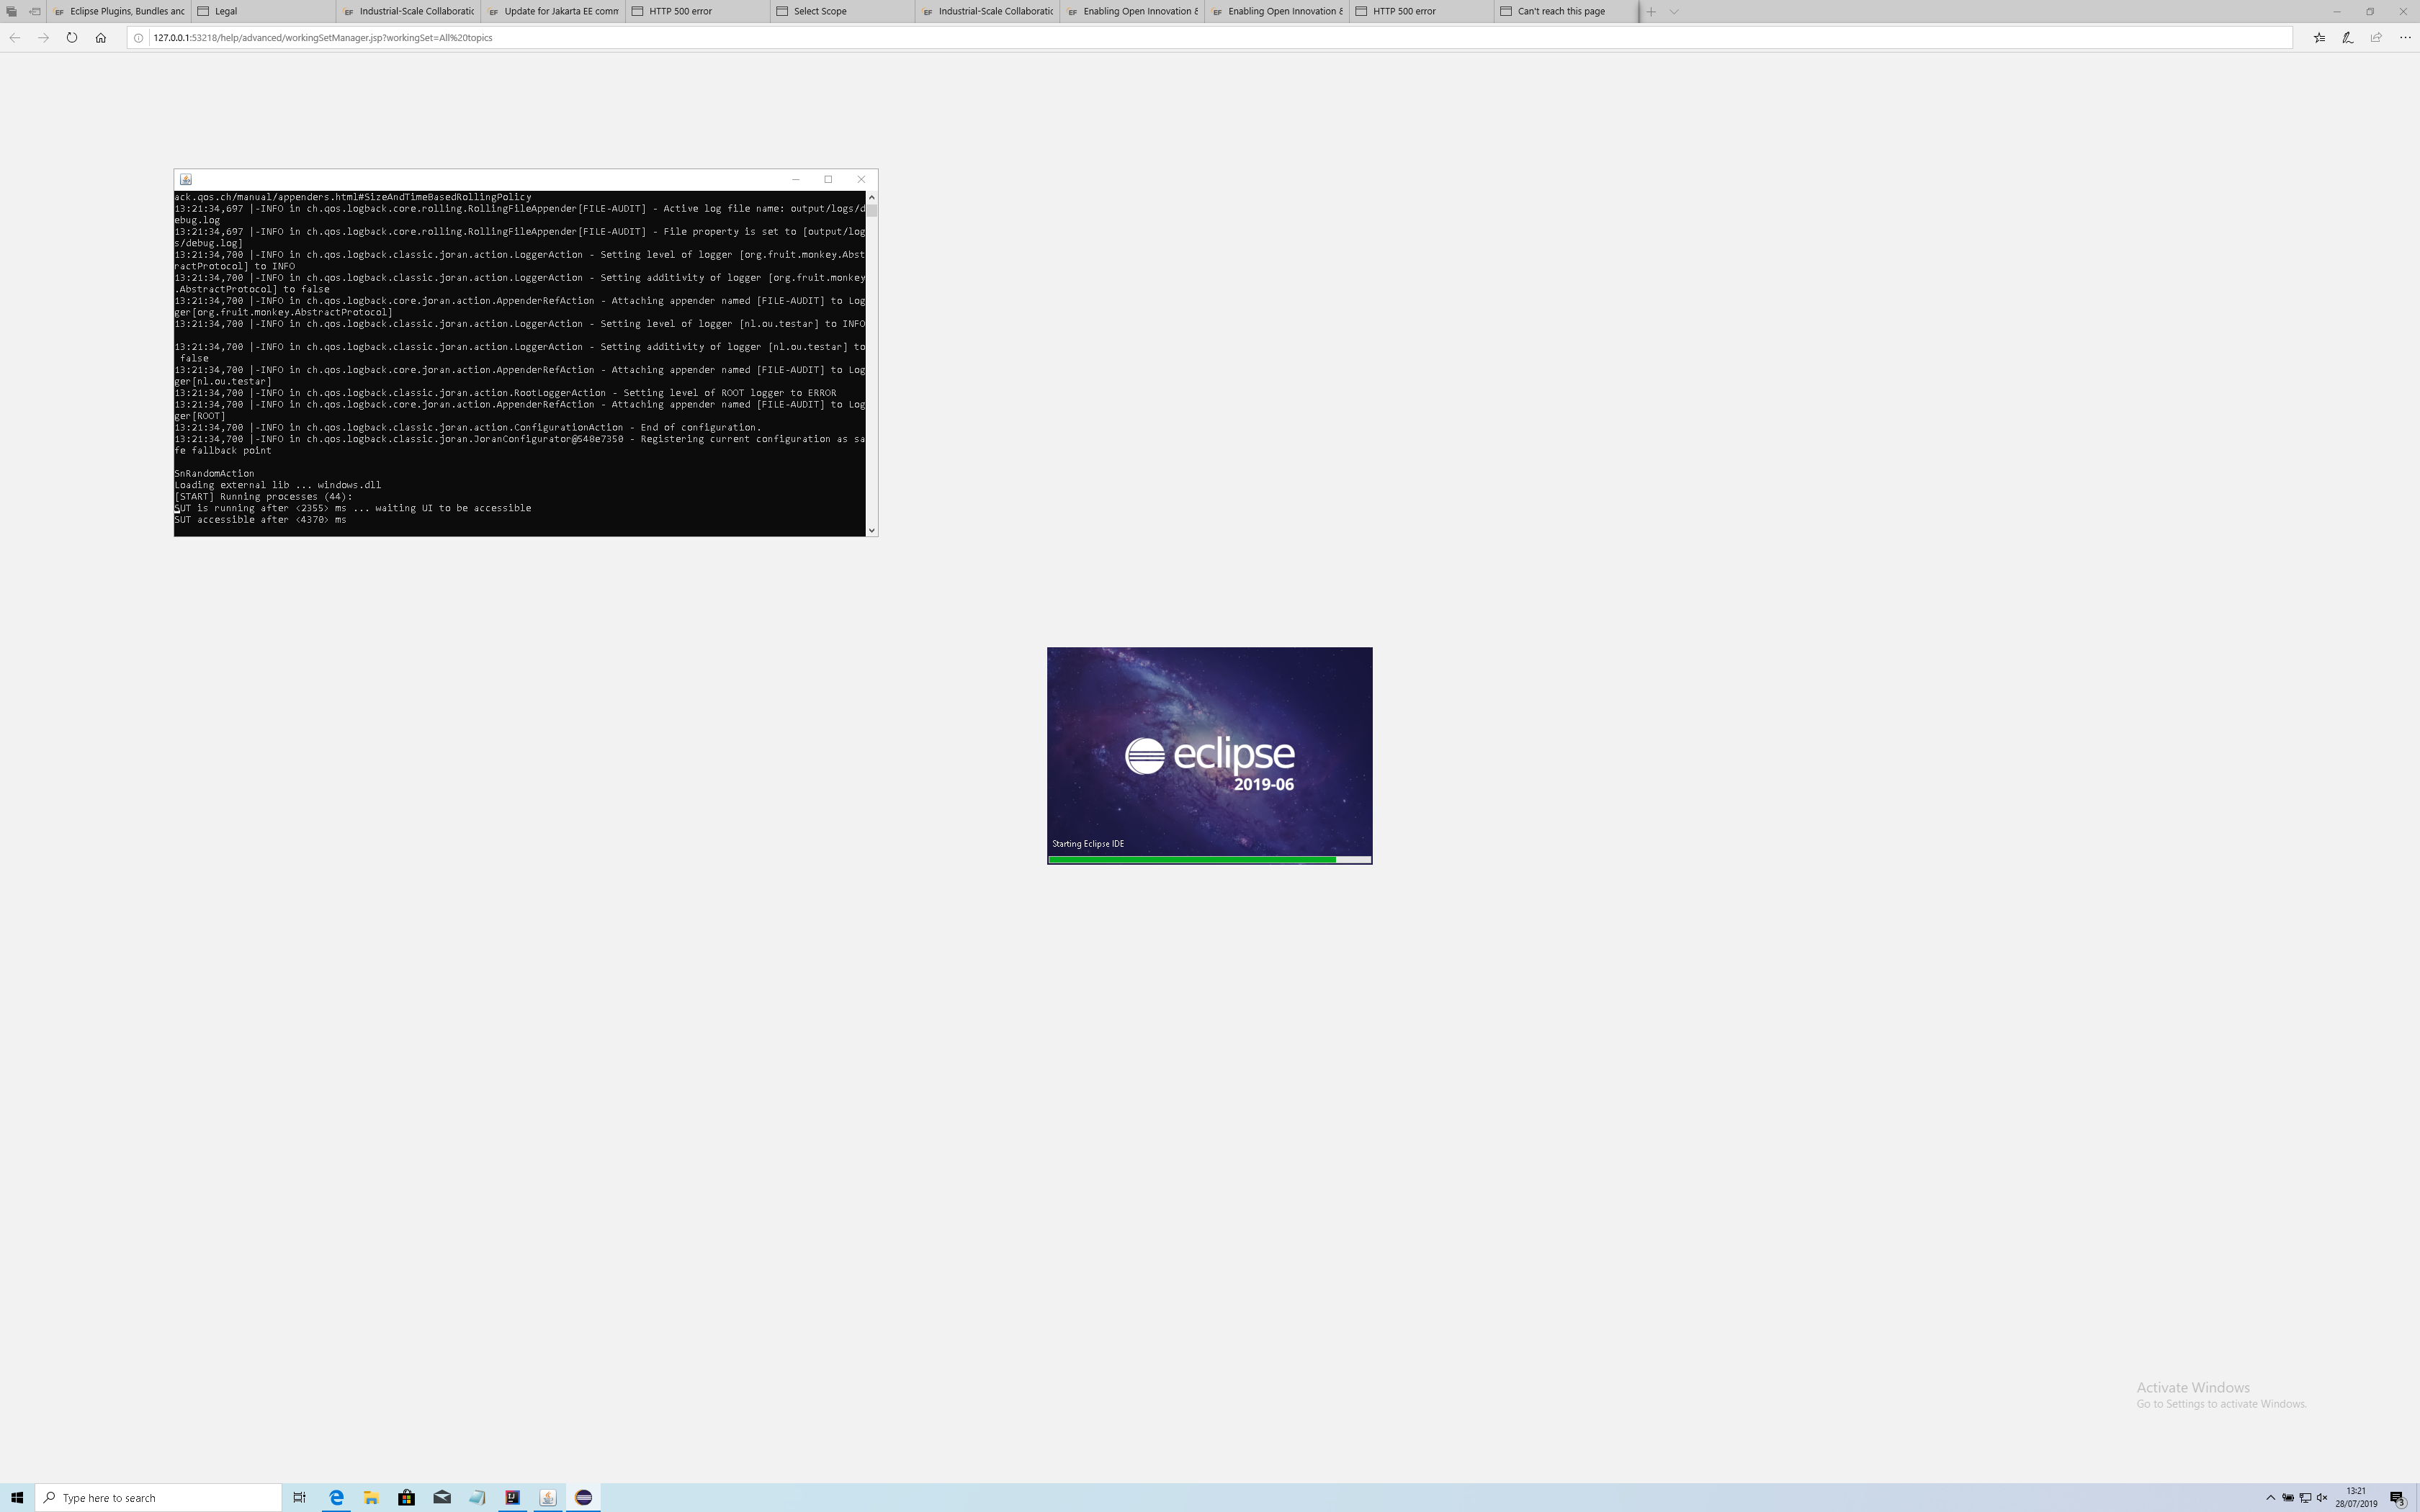 Eclipse Plugins, Bundles and
Legal
Industrial-Scale Collaboratic
Update for Jakarta EE comm
HTTP 500 error
Select Scope
Industrial-Scale Collaboratic
Enabling Open Innovation &
Enabling Open Innovation &
HTTP 500 error
Can't reach this page
127.0.0.1:53218/help/advanced/workingSetManager.jsp?workingSet=All%20topics
ack.qos.ch/manual/appenders.html#SizeAndTimeBasedRollingPolicy
13:21:34,697 |-INFO in ch.qos.logback.core.rolling.RollingFileAppender[FILE-AUDIT] - Active log file name: output/logs/d
ebug.log
13:21:34,697 |-INFO in ch.qos.logback.core.rolling.RollingFileAppender[FILE-AUDIT] - File property is set to [output/log
s/debug.log]
13:21:34,700 |-INFO in ch.qos.logback.classic.joran.action.LoggerAction - Setting level of logger [org.fruit.monkey.Abst
ractProtocol] to INFO
13:21:34,700 |-INFO in ch.qos.logback.classic.joran.action.LoggerAction - Setting additivity of logger [org.fruit.monkey
.AbstractProtocol] to false
13:21:34,700 |-INFO in ch.qos.logback.core.joran.action.AppenderRefAction - Attaching appender named [FILE-AUDIT] to Log
ger[org.fruit.monkey.AbstractProtocol]
13:21:34,700 |-INFO in ch.qos.logback.classic.joran.action.LoggerAction - Setting level of logger [nl.ou.testar] to INFO
13:21:34,700 |-INFO in ch.qos.logback.classic.joran.action.LoggerAction - Setting additivity of logger [nl.ou.testar] to
false
13:21:34,700 |-INFO in ch.qos.logback.core.joran.action.AppenderRefAction - Attaching appender named [FILE-AUDIT] to Log
ger[nl.ou.testar]
13:21:34,700 |-INFO in ch.qos.logback.classic.joran.action.RootLoggerAction - Setting level of ROOT logger to ERROR
13:21:34,700 |-INFO in ch.qos.logback.core.joran.action.AppenderRefAction - Attaching appender named [FILE-AUDIT] to Log
ger[ROOT]
13:21:34,700 |-INFO in ch.qos.logback.classic.joran.action.ConfigurationAction - End of configuration.
13:21:34,700 |-INFO in ch.qos.logback.classic.joran.JoranConfigurator@548e7350 - Registering current configuration as sa
fe fallback point
SnRandomAction
Loading external lib ... windows.dll
[START] Running processes (44):
SUT is running after <2355> ms ... waiting UI to be accessible
SUT accessible after <4370> ms
eclipse
2019-06
Starting Eclipse IDE
Activate Windows
Go to Settings to activate Windows.
Type here to search
13:21
28/07/2019
3